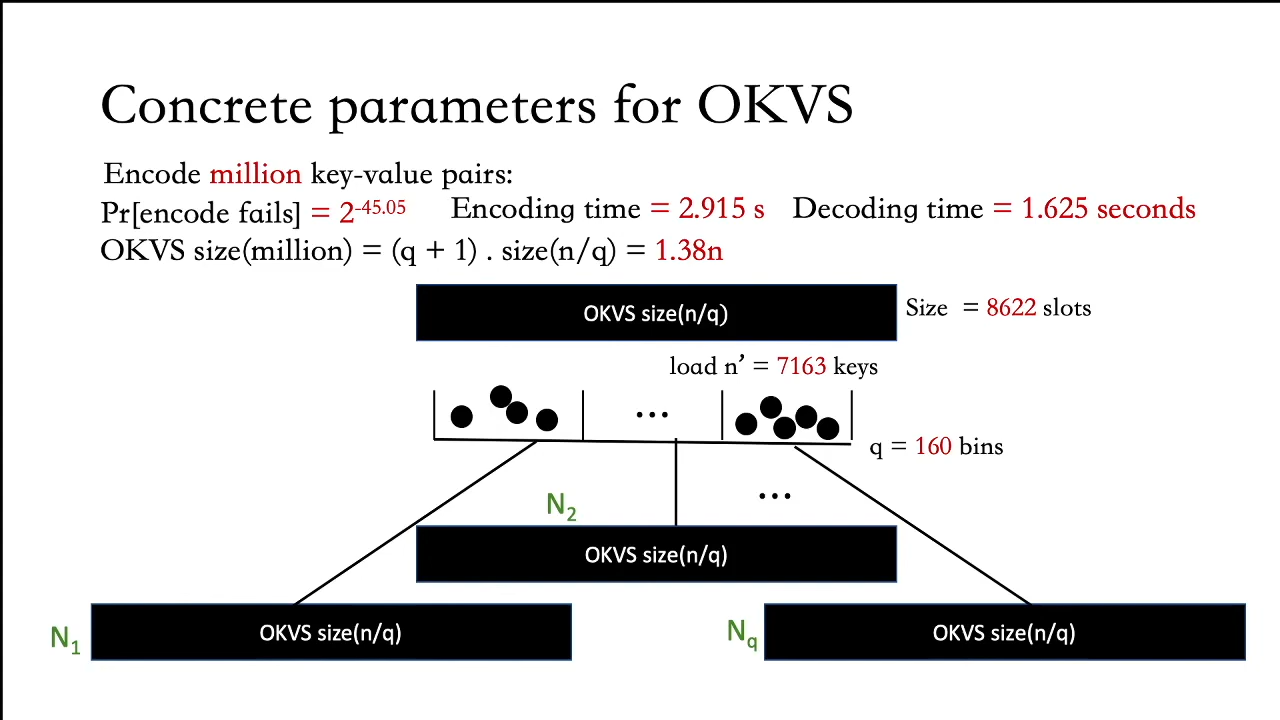 Concrete parameters for OKVS
Encode million key-value pairs:
Pr[encode fails] = 2^-45.05 Encoding time = 2.915 s Decoding time = 1.625 seconds
OKVS size(million) = (q + 1) . size(n/q) = 1.38n
OKVS size(n/q) Size = 8622 slots
load n’ = 7163 keys
...
q = 160 bins
...
N2
OKVS size(n/q)
N1 OKVS size(n/q) Nq OKVS size(n/q)